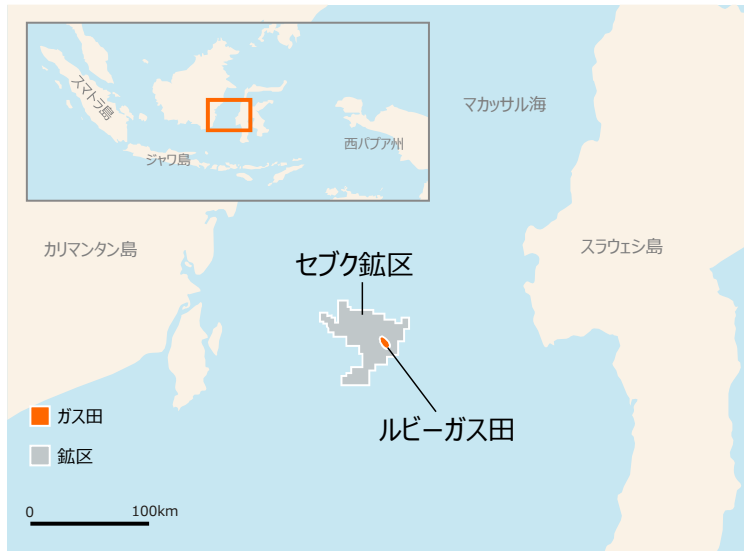 スマトラ島
ジャワ島
西パプア州
マカッサル海
カリマンタン島
スラウェシ島
セブク鉱区
ルビーガス田
ガス田
鉱区
0 100km